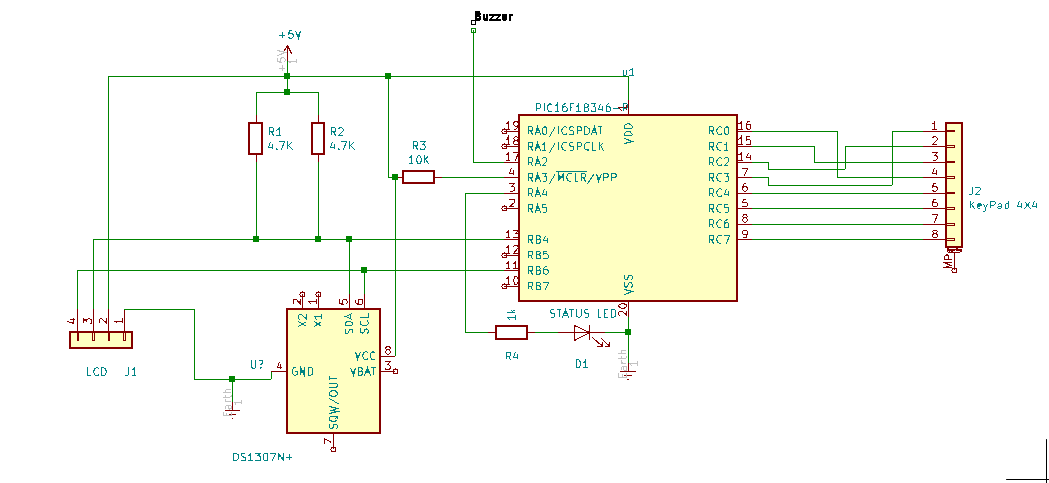 Buzzer
+5V
+5V
1
u1
PIC16F18346-
1
R1
4.7K
R2
4.7K
R3
10K
19
RA0/ICSPDAT
18
RA1/ICSPCLK
17
RA2
4
RA3/MCLR/VPP
3
RA4
2
RA5
13
RB4
12
RB5
11
RB6
10
RB7
VDD
VSS
20
RC0
16
RC1
15
RC2
14
RC3
7
RC4
6
RC5
5
RC6
8
RC7
9
1
2
3
4
5
6
7
8
J2
KeyPad 4X4
STATUS LED
1k
R4
D1
Earth
1
4
3
2
1
LCD
J1
2
X2
1
X1
5
SDA
6
SCL
VCC
8
VBAT
3
U?
4
GND
SQW/OUT
7
Earth
1
DS1307N+